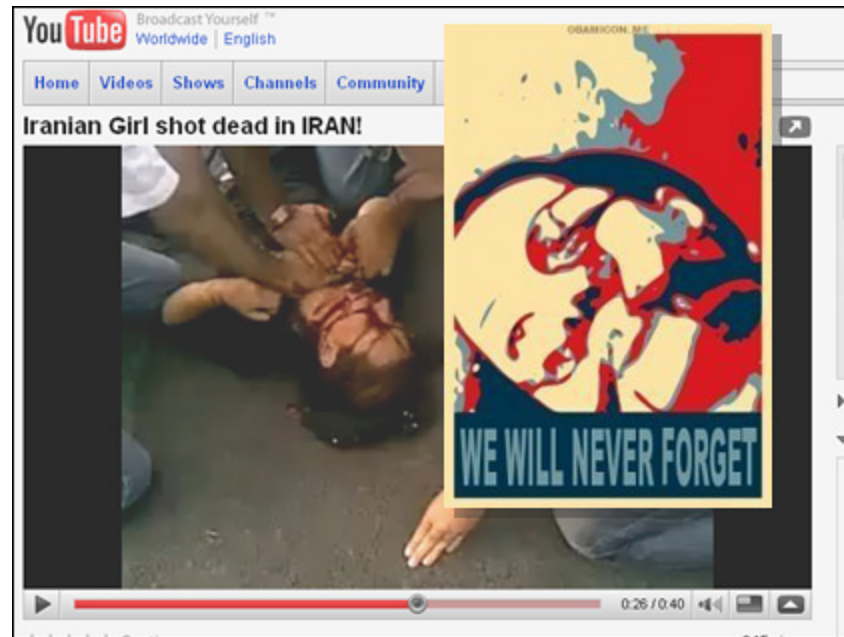 YouTube
Broadcast Yourself ™
Worldwide | English
Home Videos Shows Channels Community
Iranian Girl shot dead in IRAN!
OBAMICON.ME
WE WILL NEVER FORGET
0:26 / 0:40